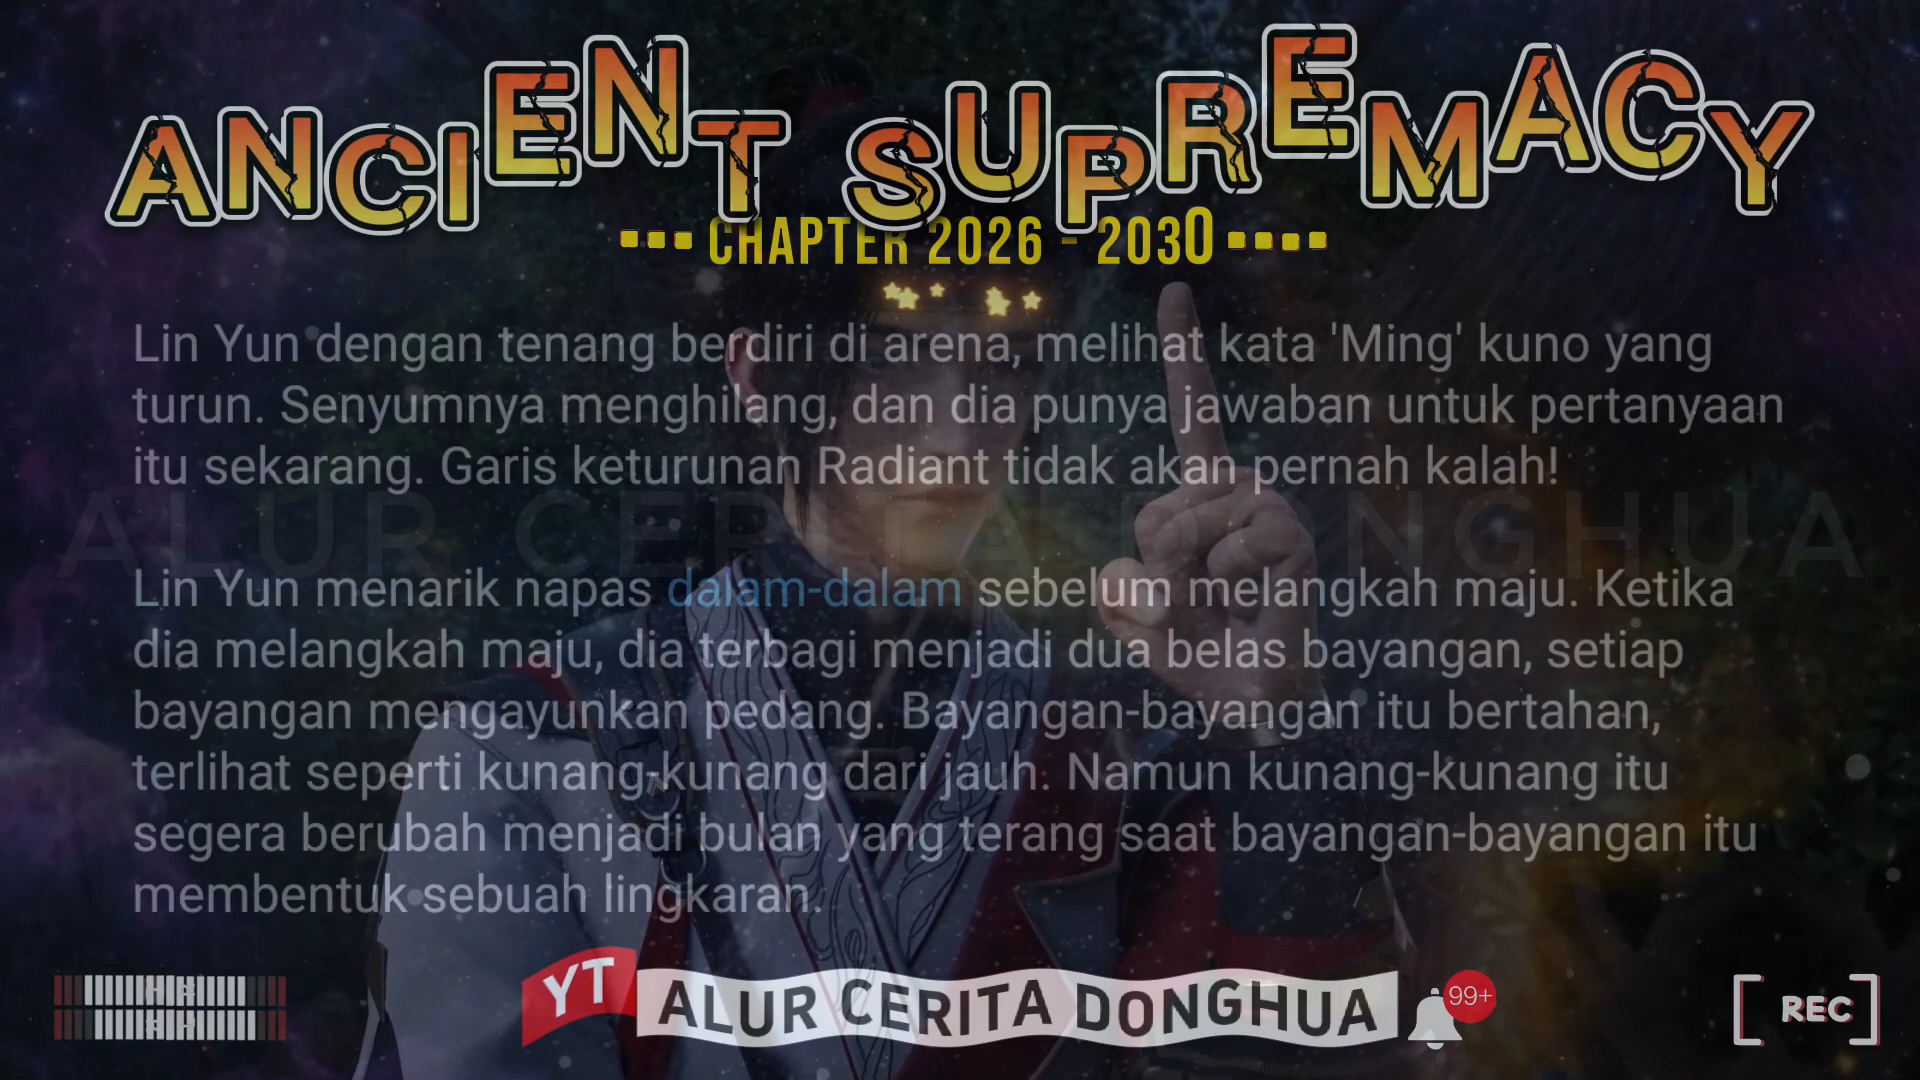 ANCIENT SUPREMACY
CHAPTER 2026 - 2030
Lin Yun dengan tenang berdiri di arena, melihat kata 'Ming' kuno yang
turun. Senyumnya menghilang, dan dia punya jawaban untuk pertanyaan
itu sekarang. Garis keturunan Radiant tidak akan pernah kalah!
ALUR CERITA DONGHUA
Lin Yun menarik napas dalam-dalam sebelum melangkah maju. Ketika
dia melangkah maju, dia terbagi menjadi dua belas bayangan, setiap
bayangan mengayunkan pedang. Bayangan-bayangan itu bertahan,
terlihat seperti kunang-kunang dari jauh. Namun kunang-kunang itu
segera berubah menjadi bulan yang terang saat bayangan-bayangan itu
membentuk sebuah lingkaran.
YT ALUR CERITA DONGHUA 99+
[ REC ]